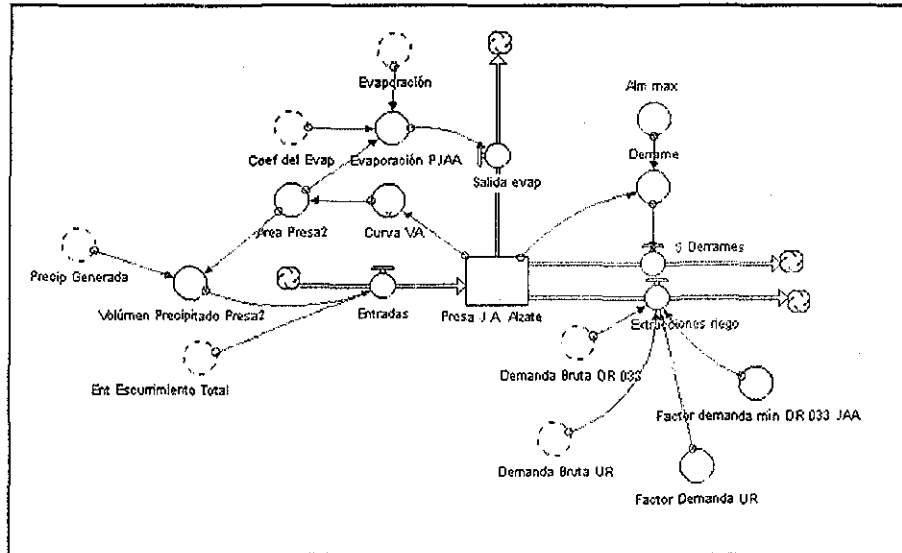 Evaporación
Alm max
Coef del Evap
Evaporación PJAA
Derrame
Salida evap
Area Presa2
Curva VA
Precip Generada
S Derrames
Volúmen Precipitado Presa2
Entradas
Presa J A Alzate
Extracciones riego
Ent Escurrimiento Total
Demanda Bruta DR 033
Factor demanda min DR 033 JAA
Demanda Bruta UR
Factor Demanda UR